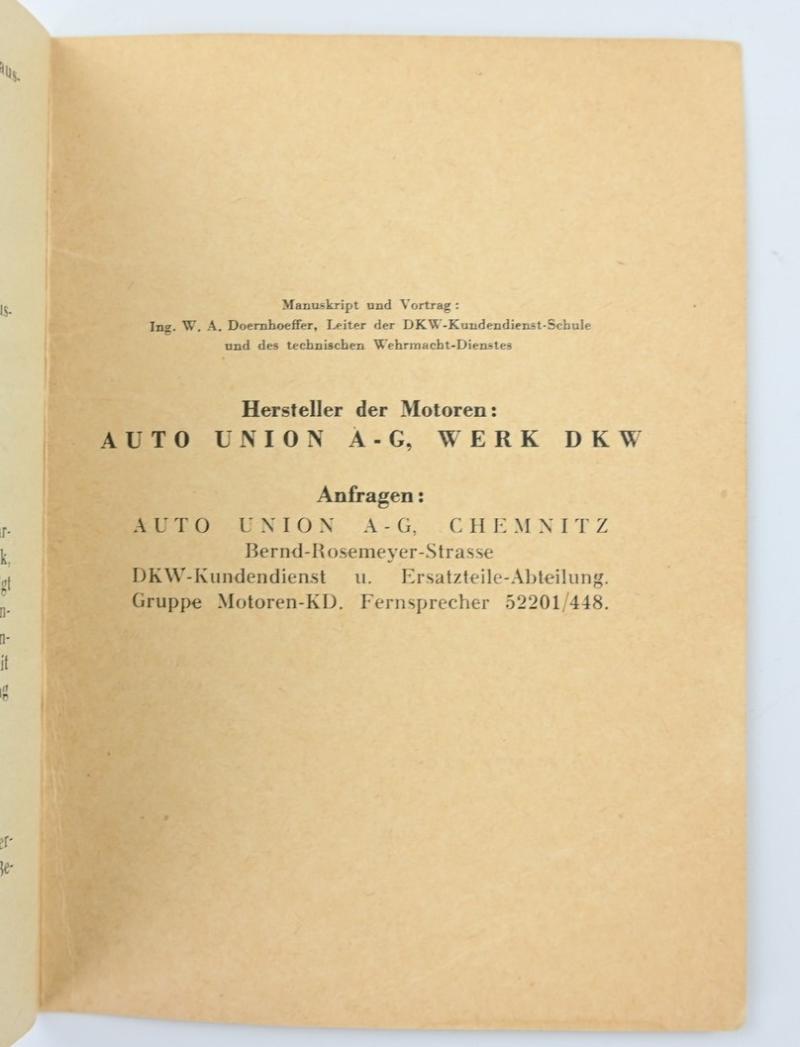 aus-
us-
Manuskript und Vortrag :
Ing. W. A. Doernhoeffer, Leiter der DKW-Kundendienst-Schule
und des technischen Wehrmacht-Dienstes
Hersteller der Motoren:
AUTO UNION A-G, WERK DKW
Anfragen:
AUTO UNION A-G, CHEMNITZ
Bernd-Rosemeyer-Strasse
DKW-Kundendienst u. Ersatzteile-Abteilung.
Gruppe Motoren-KD. Fernsprecher 52201/448.